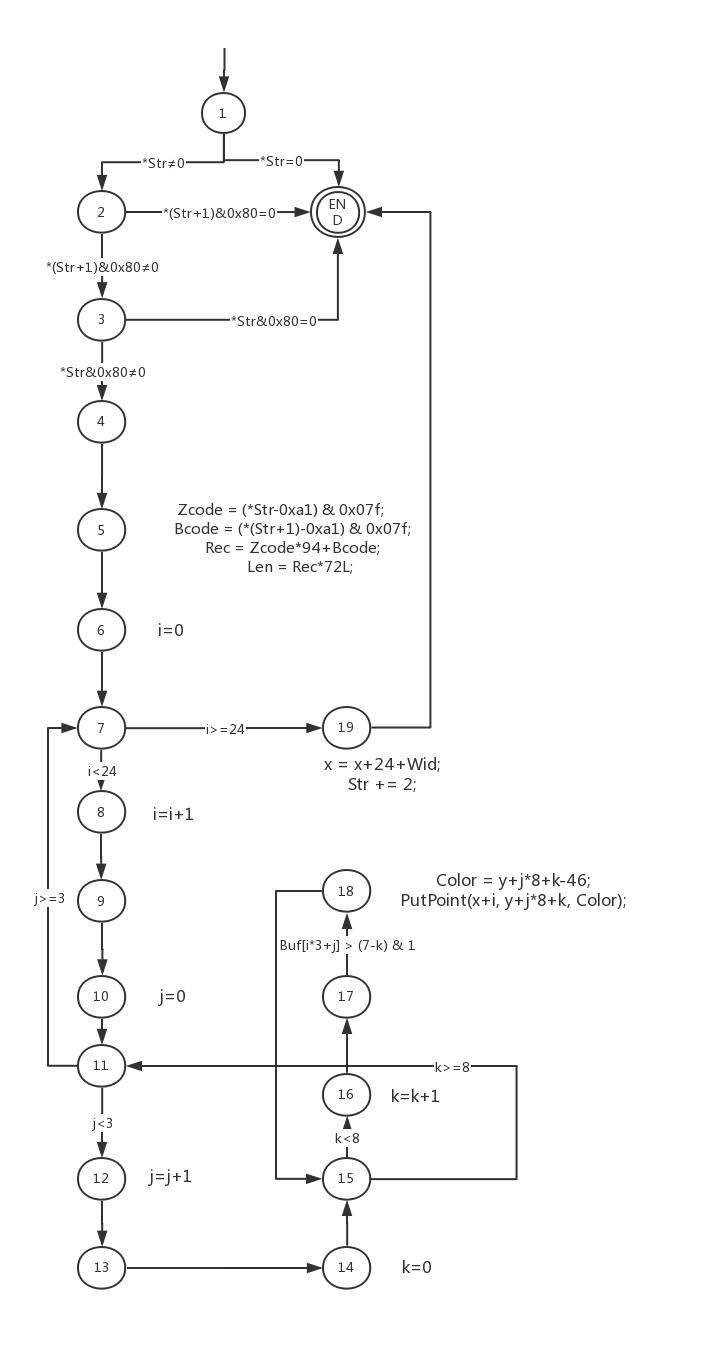 1
*Str≠0
*Str=0
2
*(Str+1)&0x80=0
EN
D
*(Str+1)&0x80≠0
3
*Str&0x80=0
*Str&0x80≠0
4
5
Zcode = (*Str-0xa1) & 0x07f;
Bcode = (*(Str+1)-0xa1) & 0x07f;
Rec = Zcode*94+Bcode;
Len = Rec*72L;
6
i=0
7
i>=24
19
x = x+24+Wid;
Str += 2;
i<24
8
i=i+1
j>=3
9
18
Color = y+j*8+k-46;
PutPoint(x+i, y+j*8+k, Color);
Buf[i*3+j] > (7-k) & 1
10
j=0
17
11
k>=8
16
k=k+1
j<3
k<8
12
j=j+1
15
13
14
k=0